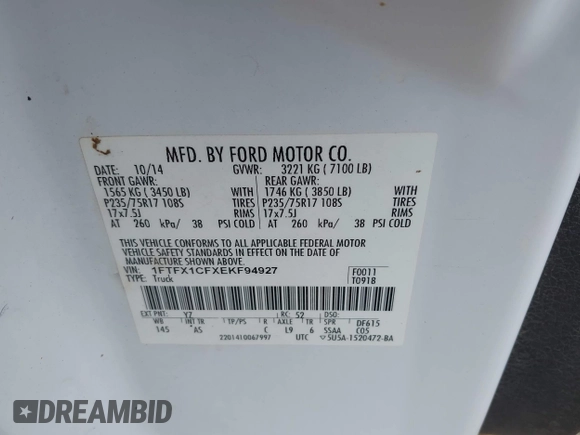 MFD. BY FORD MOTOR CO.
DATE: 10/14 GVWR: 3221 KG ( 7100 LB)
FRONT GAWR: REAR GAWR:
1565 KG ( 3450 LB) WITH 1746 KG ( 3850 LB) WITH
P235/75R17 108S TIRES P235/75R17 108S TIRES
17x7.5J RIMS 17x7.5J RIMS
AT 260 kPa/ 38 PSI COLD AT 260 kPa/ 38 PSI COLD
THIS VEHICLE CONFORMS TO ALL APPLICABLE FEDERAL MOTOR
VEHICLE SAFETY STANDARDS IN EFFECT ON THE DATE OF
MANUFACTURE SHOWN ABOVE.
VIN: 1FTFX1CFXEKF94927 F0011
TYPE: Truck T0918
EXT PNT: Y7 RC: 52 DSO:
WB INT TR TP/PS R AXLE TR SPR DF615
145 AS C L9 6 SSAA C05
2201410067997 UTC 5U5A-1520472-BA
DREAMBID